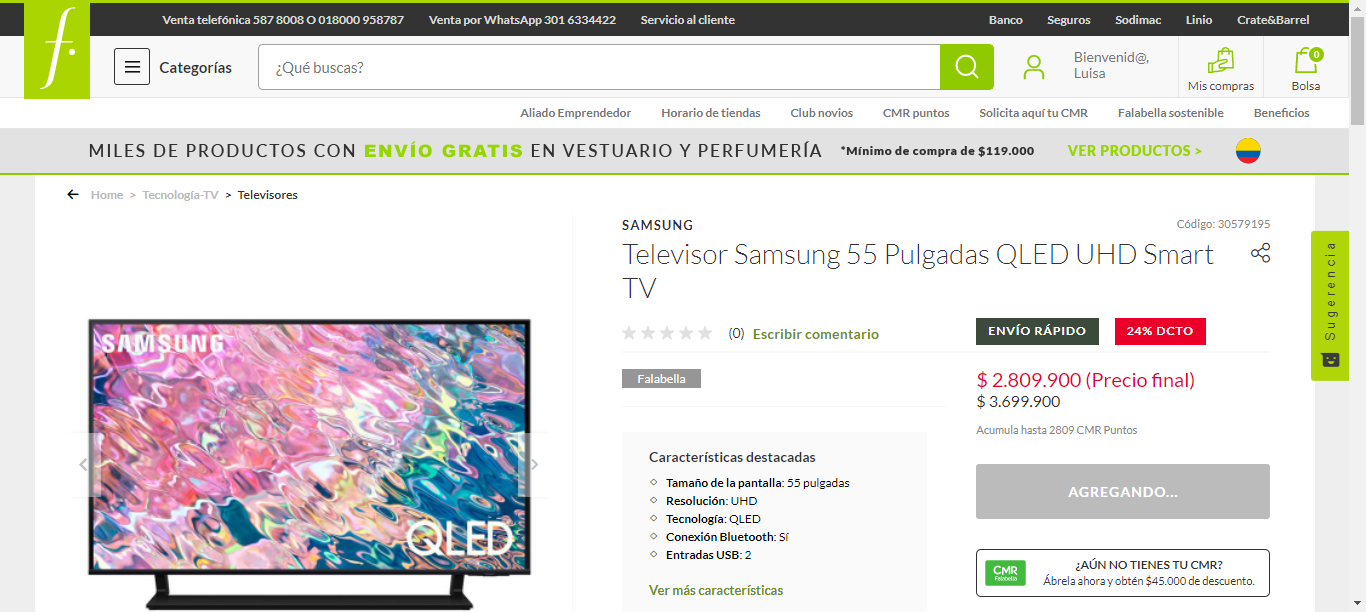 Venta telefónica 587 8008 O 018000 958787
Venta por WhatsApp 301 6334422
Servicio al cliente
Banco
Seguros
Sodimac
Linio
Crate&Barrel
f.
Categorías
¿Qué buscas?
Bienvenid@,
Luisa
Mis compras
0
Bolsa
Aliado Emprendedor
Horario de tiendas
Club novios
CMR puntos
Solicita aquí tu CMR
Falabella sostenible
Beneficios
MILES DE PRODUCTOS CON ENVÍO GRATIS EN VESTUARIO Y PERFUMERÍA
*Mínimo de compra de $119.000
VER PRODUCTOS >
Home > Tecnología-TV > Televisores
SAMSUNG
QLED
SAMSUNG
Código: 30579195
Televisor Samsung 55 Pulgadas QLED UHD Smart
TV
(0) Escribir comentario
ENVÍO RÁPIDO
24% DCTO
Falabella
$ 2.809.900 (Precio final)
$ 3.699.900
Acumula hasta 2809 CMR Puntos
Características destacadas
Tamaño de la pantalla: 55 pulgadas
Resolución: UHD
Tecnología: QLED
Conexión Bluetooth: Sí
Entradas USB: 2
Ver más características
AGREGANDO...
CMR
Falabella
¿AÚN NO TIENES TU CMR?
Ábrela ahora y obtén $45.000 de descuento.
Sugerencia